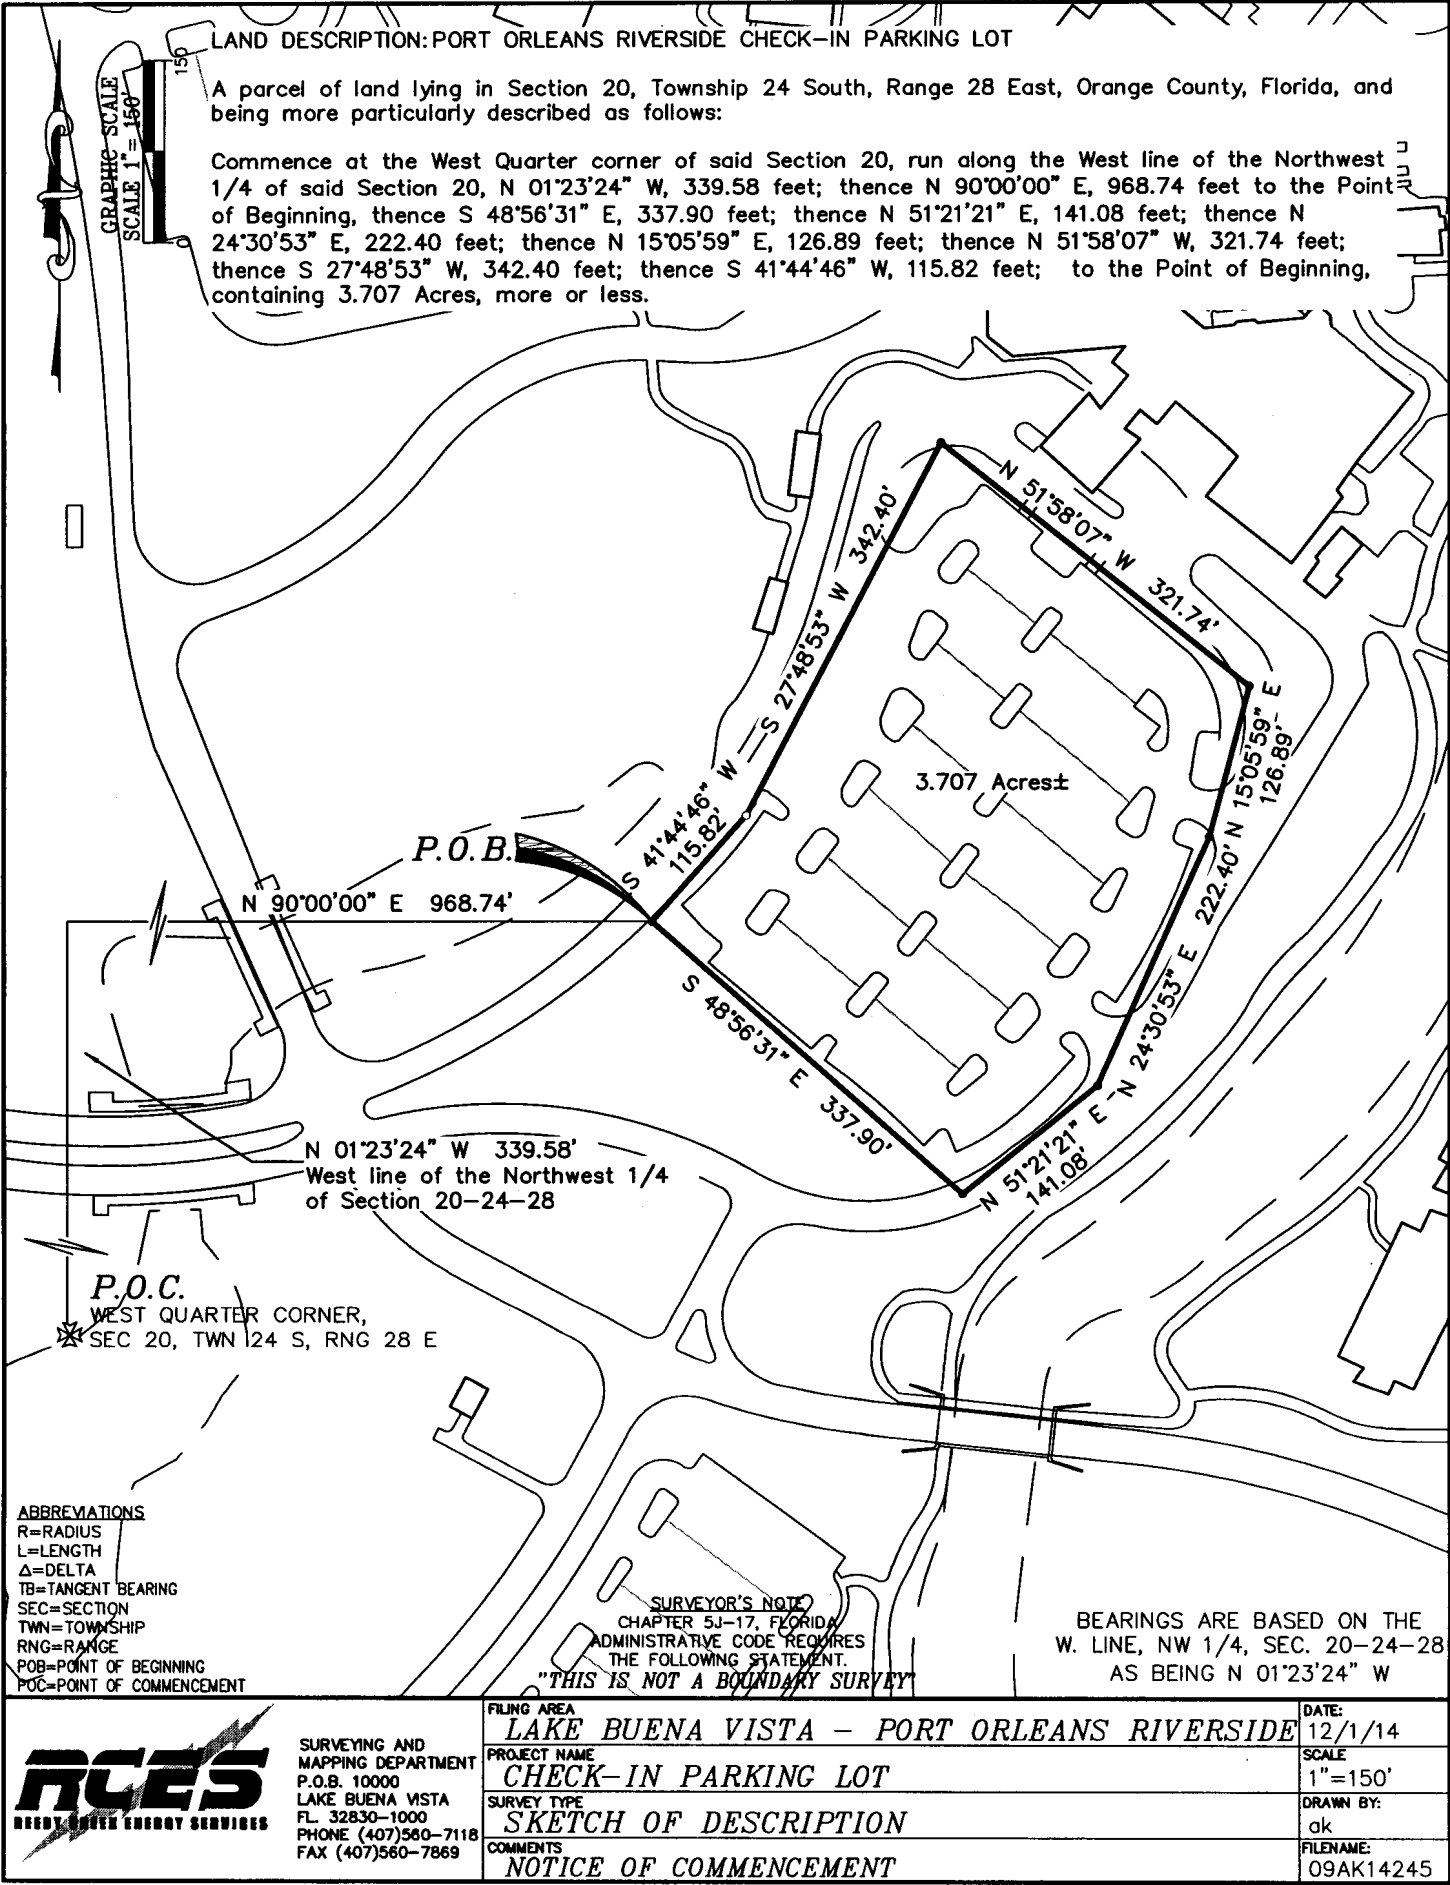 LAND DESCRIPTION: PORT ORLEANS RIVERSIDE CHECK-IN PARKING LOT
A parcel of land lying in Section 20, Township 24 South, Range 28 East, Orange County, Florida, and
being more particularly described as follows:
Commence at the West Quarter corner of said Section 20, run along the West line of the Northwest
1/4 of said Section 20, N 01°23'24" W, 339.58 feet; thence N 90°00'00" E, 968.74 feet to the Point
of Beginning, thence S 48°56'31" E, 337.90 feet; thence N 51°21'21" E, 141.08 feet; thence N
24°30'53" E, 222.40 feet; thence N 15°05'59" E, 126.89 feet; thence N 51°58'07" W, 321.74 feet;
thence S 27°48'53" W, 342.40 feet; thence S 41°44'46" W, 115.82 feet; to the Point of Beginning,
containing 3.707 Acres, more or less.
GRAPHIC SCALE
SCALE 1"= 150'
0
150
N 51°58'07" W 321.74'
S 27°48'53" W 342.40'
N 15°05'59" E
126.89'
3.707 Acres±
S 41°44'46" W
115.82'
P.O.B.
N 90°00'00" E 968.74'
N 24°30'53" E 222.40'
S 48°56'31" E 337.90'
N 51°21'21" E
141.08'
N 01°23'24" W 339.58'
West line of the Northwest 1/4
of Section 20-24-28
P.O.C.
WEST QUARTER CORNER,
SEC 20, TWN 24 S, RNG 28 E
ABBREVIATIONS
R=RADIUS
L=LENGTH
Δ=DELTA
TB=TANGENT BEARING
SEC=SECTION
TWN=TOWNSHIP
RNG=RANGE
POB=POINT OF BEGINNING
POC=POINT OF COMMENCEMENT
SURVEYOR'S NOTE
CHAPTER 5J-17, FLORIDA
ADMINISTRATIVE CODE REQUIRES
THE FOLLOWING STATEMENT.
"THIS IS NOT A BOUNDARY SURVEY"
BEARINGS ARE BASED ON THE
W. LINE, NW 1/4, SEC. 20-24-28
AS BEING N 01°23'24" W
RCES
REEDY CREEK ENERGY SERVICES
SURVEYING AND
MAPPING DEPARTMENT
P.O.B. 10000
LAKE BUENA VISTA
FL. 32830-1000
PHONE (407)560-7118
FAX (407)560-7869
FILING AREA
LAKE BUENA VISTA - PORT ORLEANS RIVERSIDE
PROJECT NAME
CHECK-IN PARKING LOT
SURVEY TYPE
SKETCH OF DESCRIPTION
COMMENTS
NOTICE OF COMMENCEMENT
DATE:
12/1/14
SCALE
1"=150'
DRAWN BY:
ak
FILENAME:
09AK14245